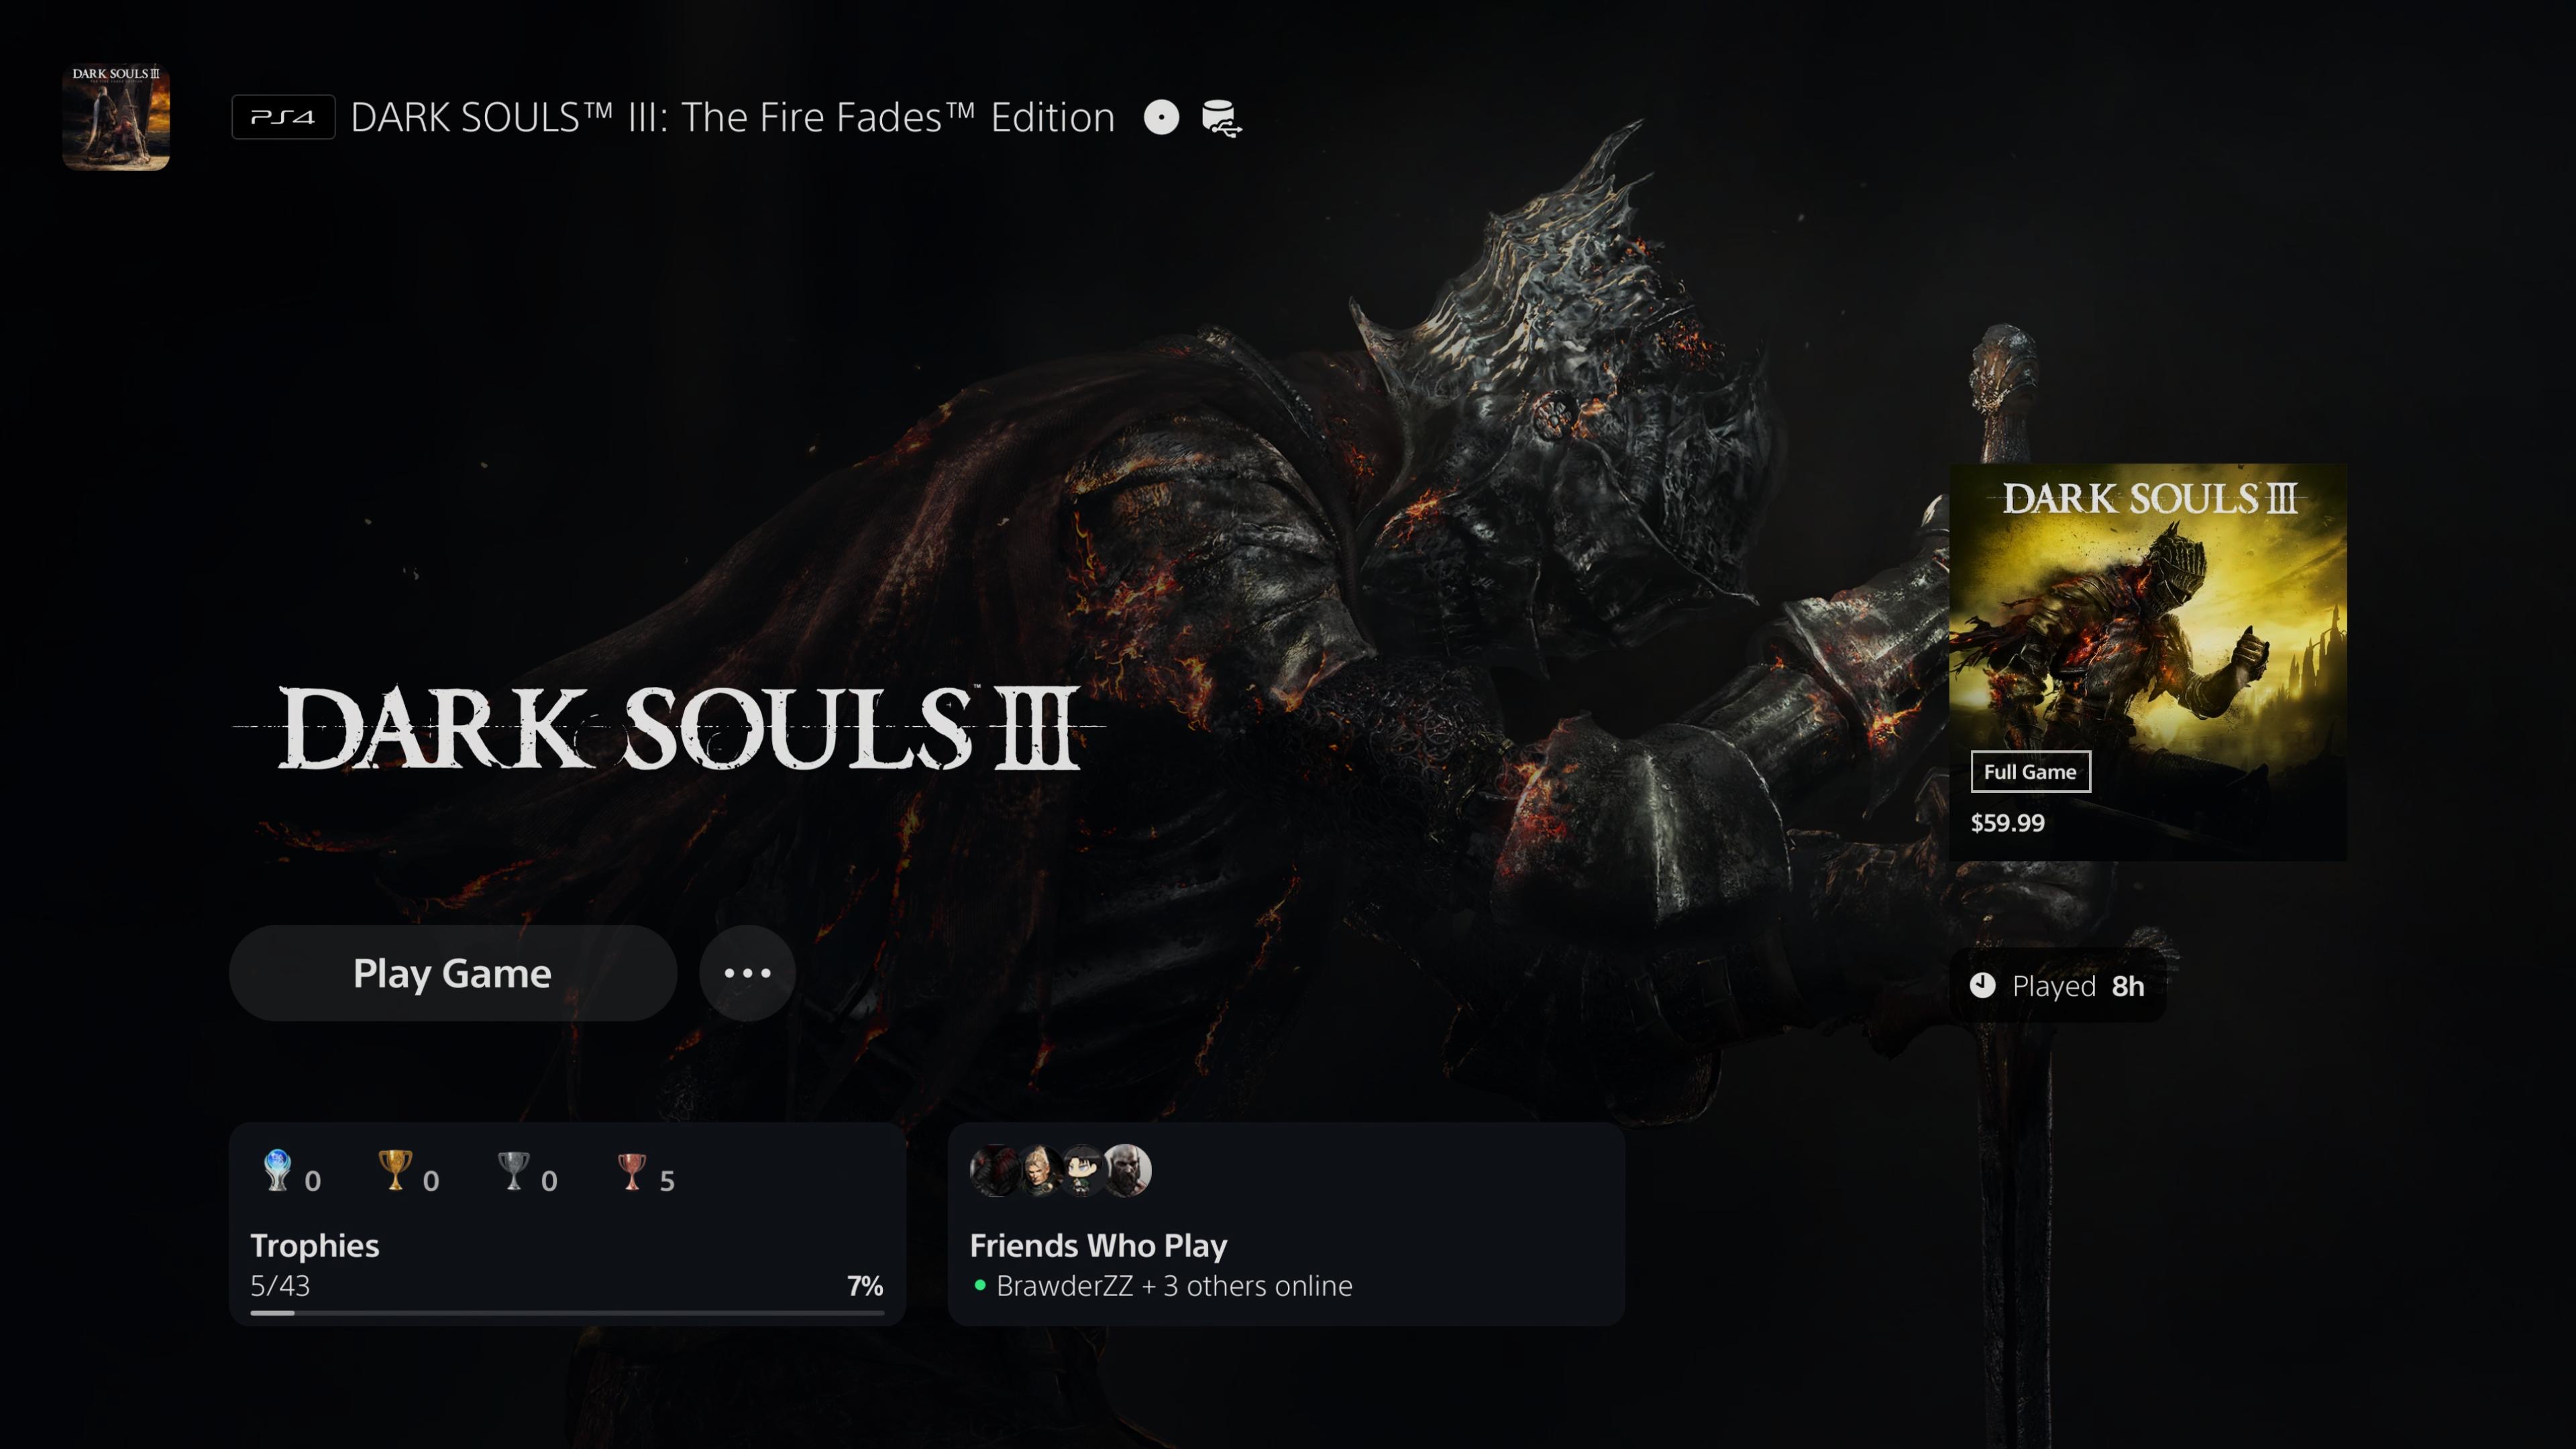 DARK SOULS III
PS4 DARK SOULS™ III: The Fire Fades™ Edition
DARK SOULS™ III
DARK SOULS III
Full Game
$59.99
Play Game
Played 8h
0 0 0 5
Trophies
5/43 7%
Friends Who Play
BrawderZZ + 3 others online